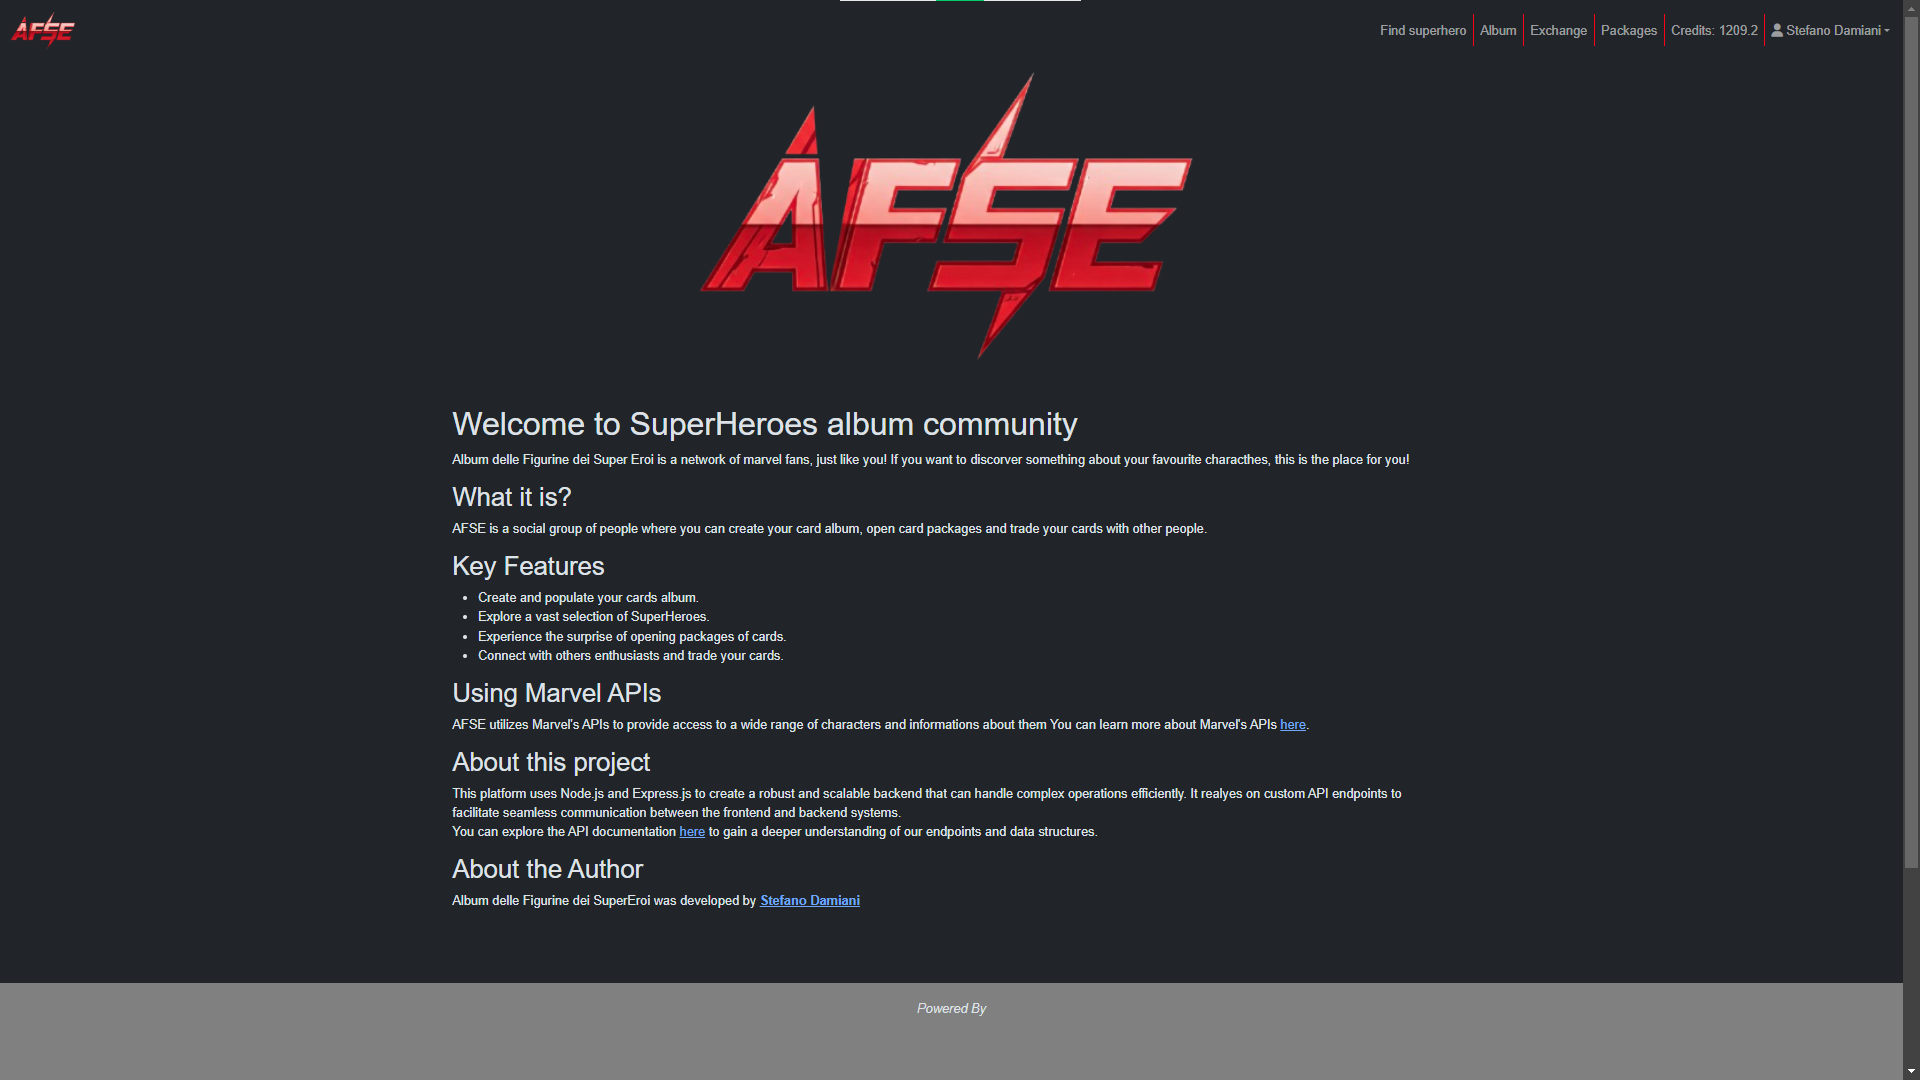 AFSE
Find superhero Album Exchange Packages Credits: 1209.2 Stefano Damiani
AFSE
Welcome to SuperHeroes album community
Album delle Figurine dei Super Eroi is a network of marvel fans, just like you! If you want to discorver something about your favourite characthes, this is the place for you!
What it is?
AFSE is a social group of people where you can create your card album, open card packages and trade your cards with other people.
Key Features
• Create and populate your cards album.
• Explore a vast selection of SuperHeroes.
• Experience the surprise of opening packages of cards.
• Connect with others enthusiasts and trade your cards.
Using Marvel APIs
AFSE utilizes Marvel's APIs to provide access to a wide range of characters and informations about them You can learn more about Marvel's APIs here.
About this project
This platform uses Node.js and Express.js to create a robust and scalable backend that can handle complex operations efficiently. It realyes on custom API endpoints to
facilitate seamless communication between the frontend and backend systems.
You can explore the API documentation here to gain a deeper understanding of our endpoints and data structures.
About the Author
Album delle Figurine dei SuperEroi was developed by Stefano Damiani
Powered By